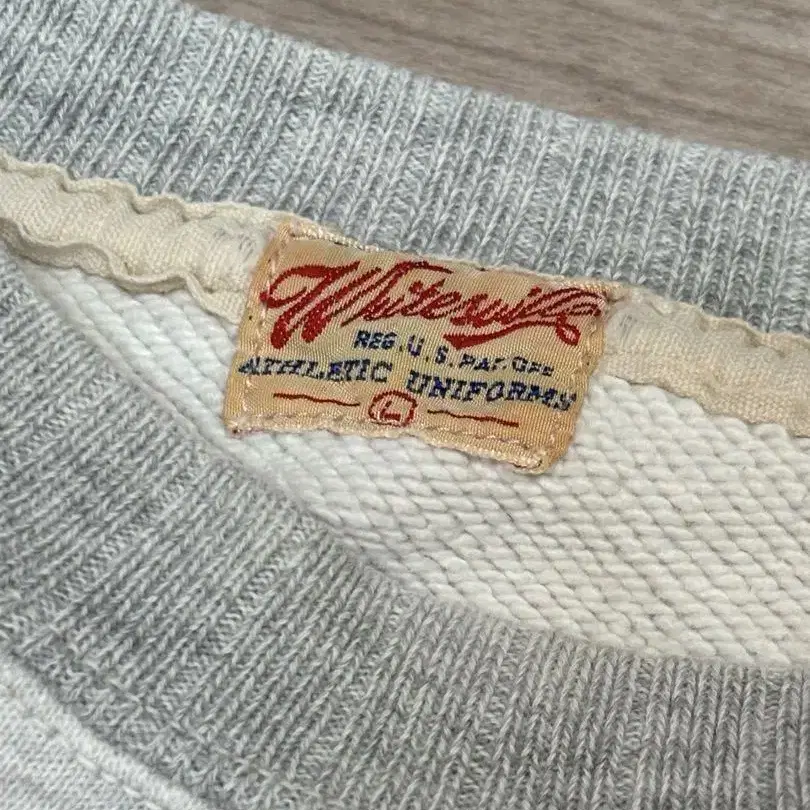 Whitesville
REG. U.S. PAT. OFF
ATHLETIC UNIFORMS
L